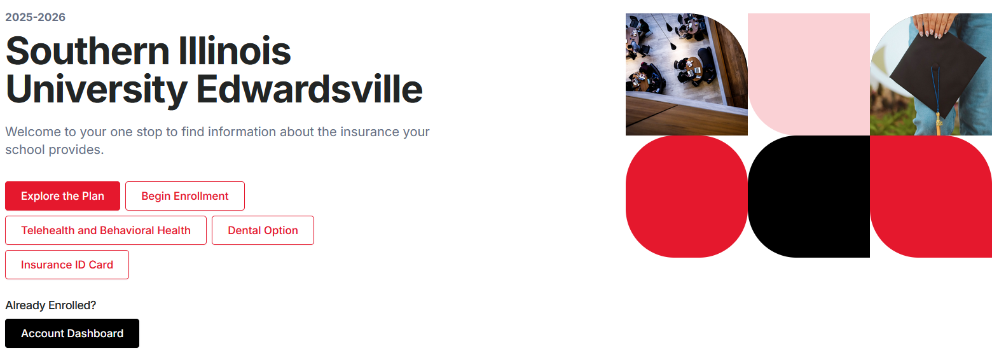 2025-2026
Southern Illinois
University Edwardsville
Welcome to your one stop to find information about the insurance your
school provides.
Explore the Plan
Begin Enrollment
Telehealth and Behavioral Health
Dental Option
Insurance ID Card
Already Enrolled?
Account Dashboard